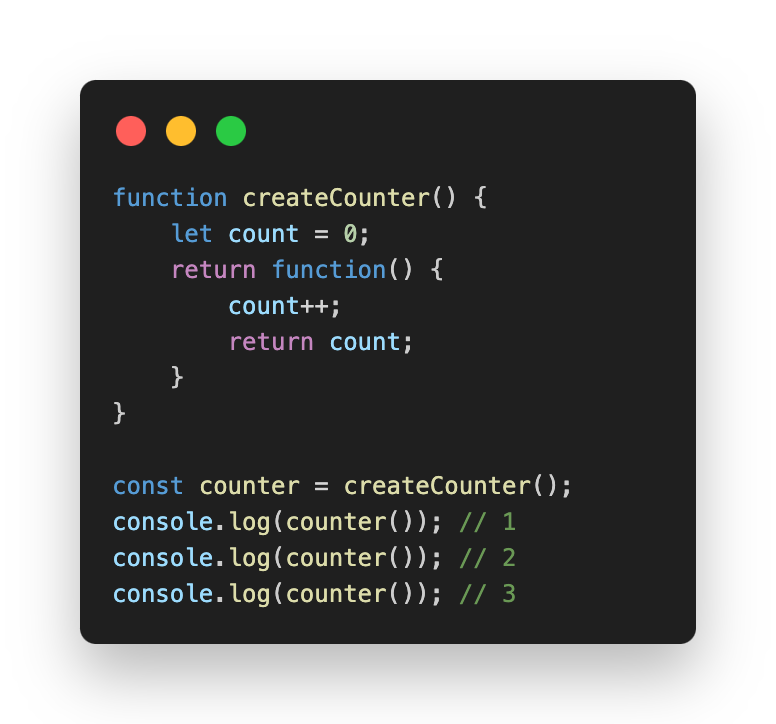 function createCounter() {
    let count = 0;
    return function() {
        count++;
        return count;
    }
}

const counter = createCounter();
console.log(counter()); // 1
console.log(counter()); // 2
console.log(counter()); // 3